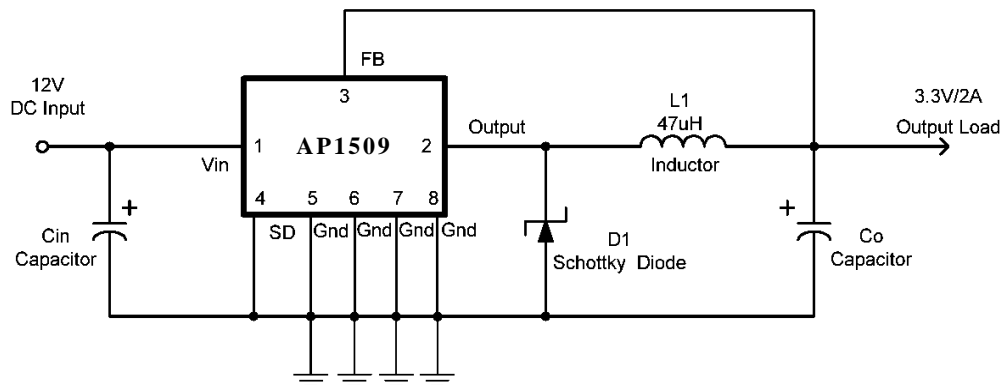 FB
12V
DC Input
3
L1
47uH
Inductor
3.3V/2A
Output Load
Output
1 AP1509 2
Vin
4 5 6 7 8
SD Gnd Gnd Gnd Gnd
+
Cin
Capacitor
D1
Schottky Diode
+
Co
Capacitor